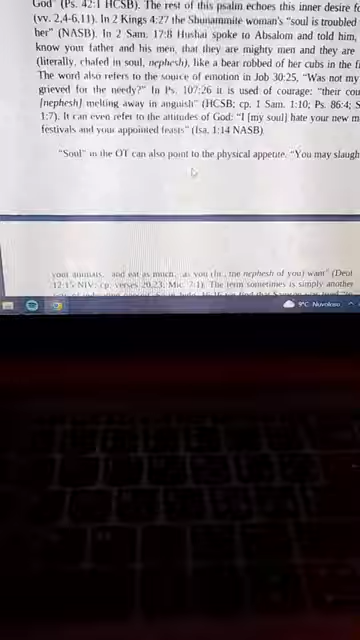 God" (Ps. 42:1 HCSB). The rest of this psalm echoes this inner desire fo
(vv. 2,4-6,11). In 2 Kings 4:27 the Shunammite woman's "soul is troubled
her" (NASB). In 2 Sam. 17:8 Hushai spoke to Absalom and told him,
know your father and his men, that they are mighty men and they are
(literally, chafed in soul, nephesh), like a bear robbed of her cubs in the fi
The word also refers to the source of emotion in Job 30:25, "Was not my
grieved for the needy?" In Ps. 107:26 it is used of courage: "their cou
[nephesh] melting away in anguish" (HCSB; cp. 1 Sam. 1:10; Ps. 86:4; S
1:7). It can even refer to the attitudes of God: "I [my soul] hate your new m
festivals and your appointed feasts" (Isa. 1:14 NASB).
"Soul" in the OT can also point to the physical appetite. "You may slaugh
your animals and eat as much as you (lit., the nephesh of you) want" (Deut
12:15 NIV; cp. verses 20,23; Mic. 7:1). The term sometimes is simply another
9°C Nuvoloso